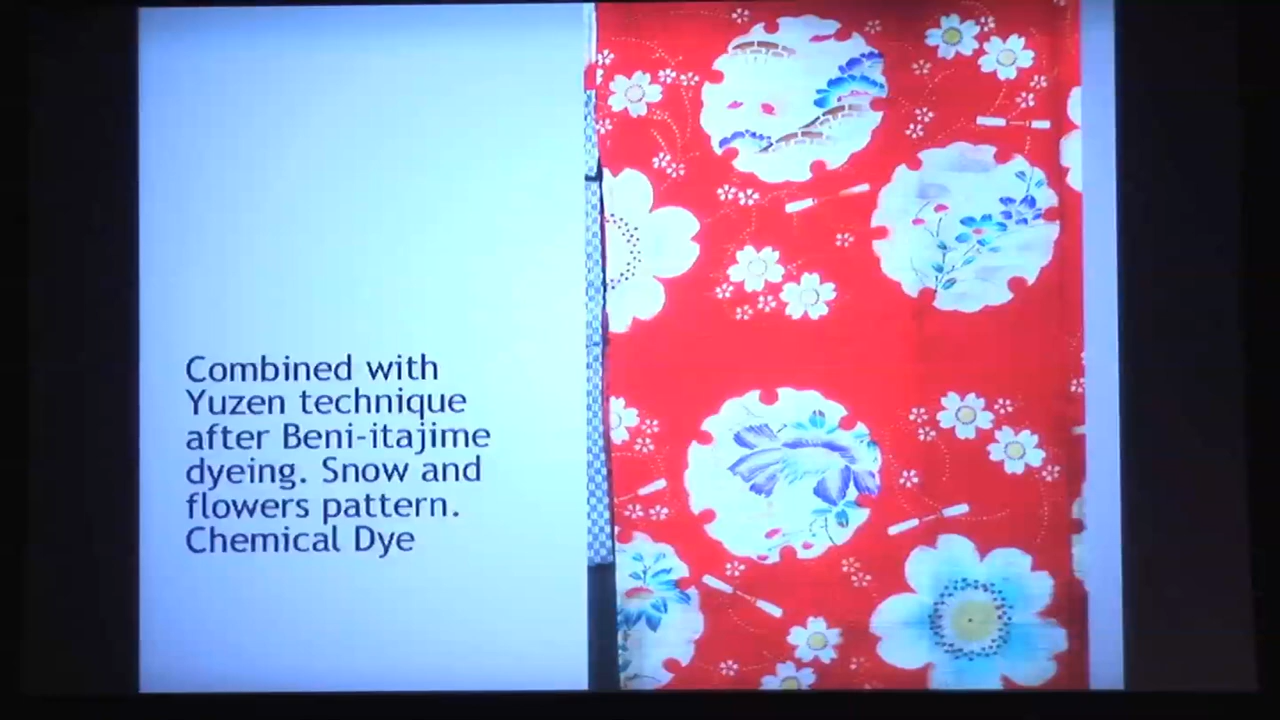 Combined with
Yuzen technique
after Beni-itajime
dyeing. Snow and
flowers pattern.
Chemical Dye